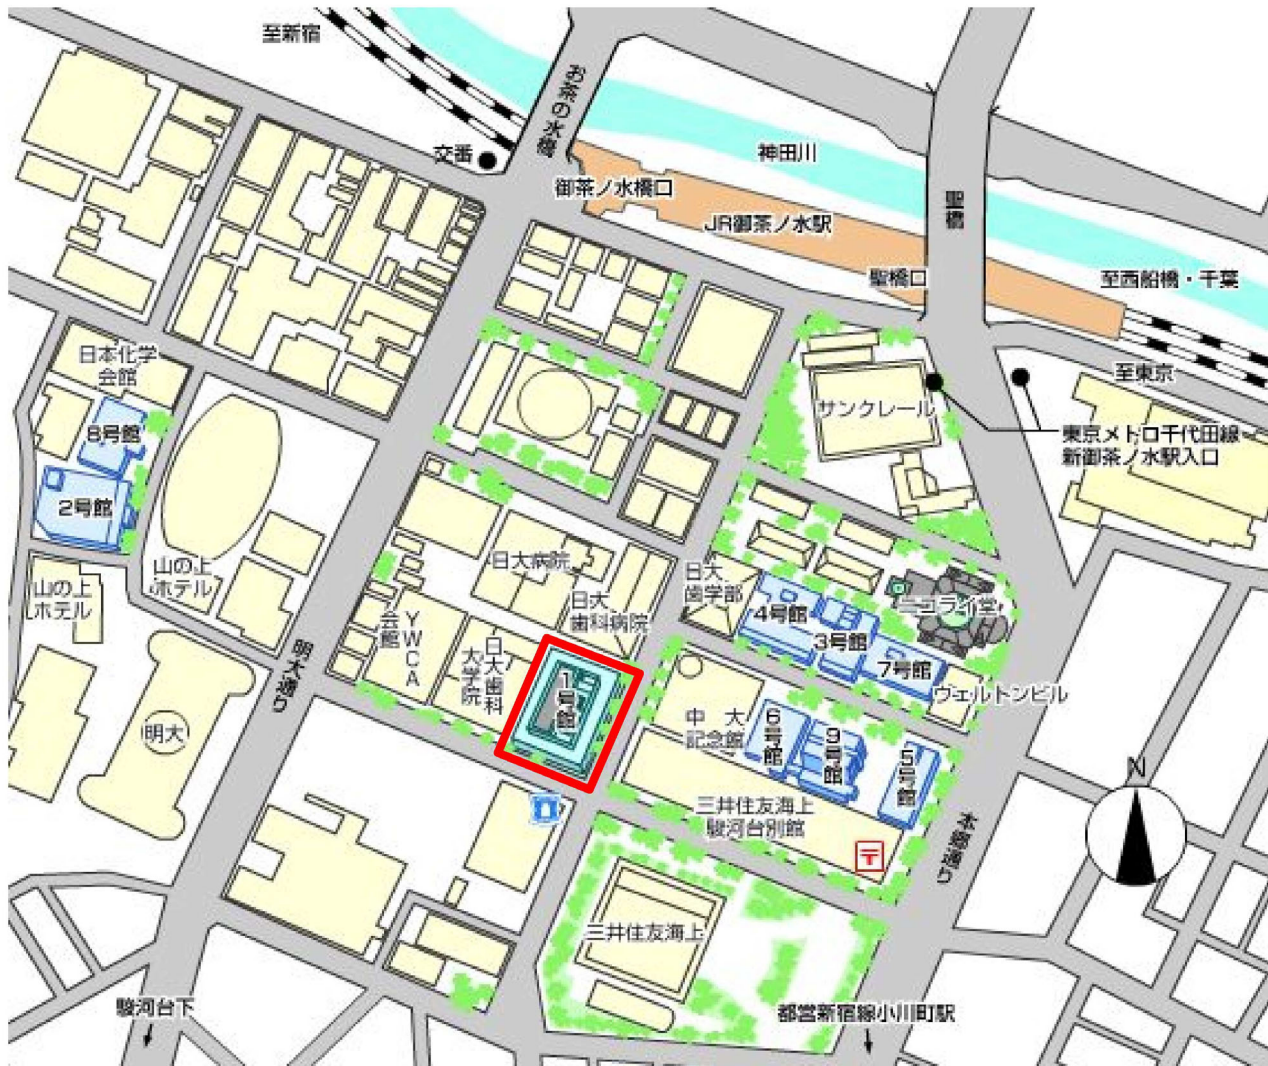 至新宿
お茶の水橋
交番
神田川
御茶ノ水橋口
JR御茶ノ水駅
聖橋
聖橋口
至西船橋・千葉
至東京
日本化学
会館
サンクレール
東京メトロ千代田線
新御茶ノ水駅入口
8号館
2号館
山の上
ホテル
山の上
ホテル
日大病院
日大
歯科病院
日大
歯学部
ニコライ堂
4号館
3号館
7号館
YWCA
会館
日大歯科
大学院
1号館
明大通り
明大
ヴェルトンビル
中大
記念館
6号館
9号館
5号館
三井住友海上
駿河台別館
〒
本郷通り
N
三井住友海上
駿河台下
都営新宿線小川町駅